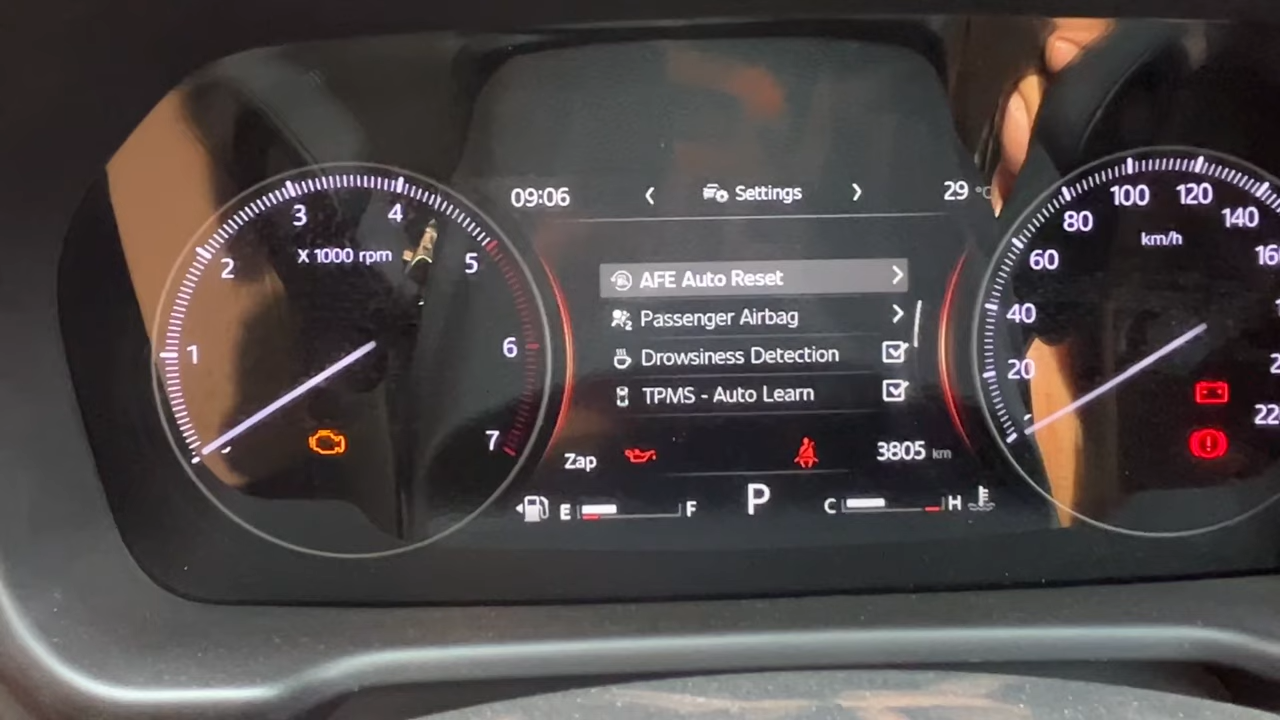 09:06 Settings 29 °C
AFE Auto Reset
Passenger Airbag
Drowsiness Detection
TPMS - Auto Learn
Zap 3805 km
E F P C H
1 2 3 4 5 6 7
X 1000 rpm
20 40 60 80 100 120 140
km/h